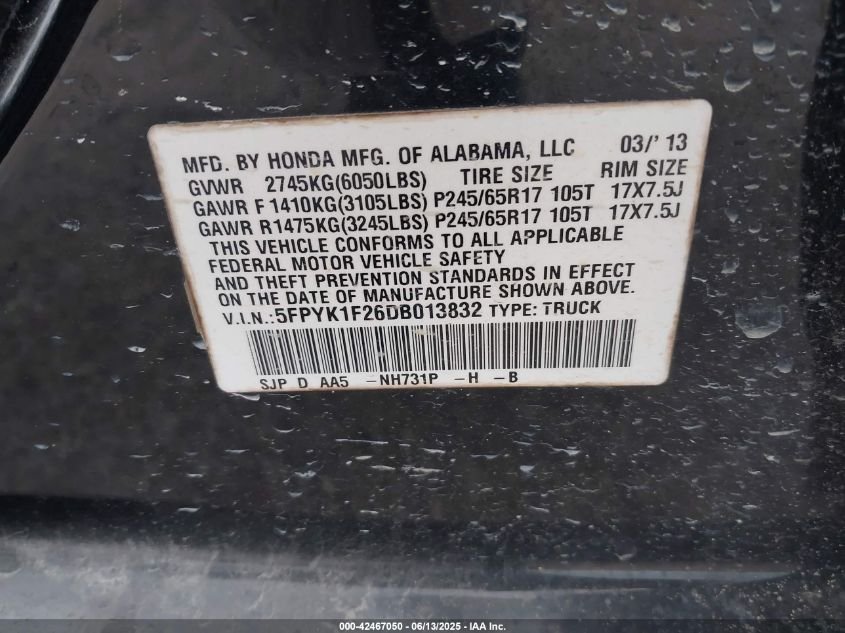 MFD. BY HONDA MFG. OF ALABAMA, LLC 03/'13
GVWR 2745KG(6050LBS) TIRE SIZE RIM SIZE
GAWR F 1410KG(3105LBS) P245/65R17 105T 17X7.5J
GAWR R1475KG(3245LBS) P245/65R17 105T 17X7.5J
THIS VEHICLE CONFORMS TO ALL APPLICABLE
FEDERAL MOTOR VEHICLE SAFETY
AND THEFT PREVENTION STANDARDS IN EFFECT
ON THE DATE OF MANUFACTURE SHOWN ABOVE.
V.I.N.:5FPYK1F26DB013832 TYPE: TRUCK
SJP D AA5 -NH731P -H -B
000-42467050 - 06/13/2025 - IAA Inc.